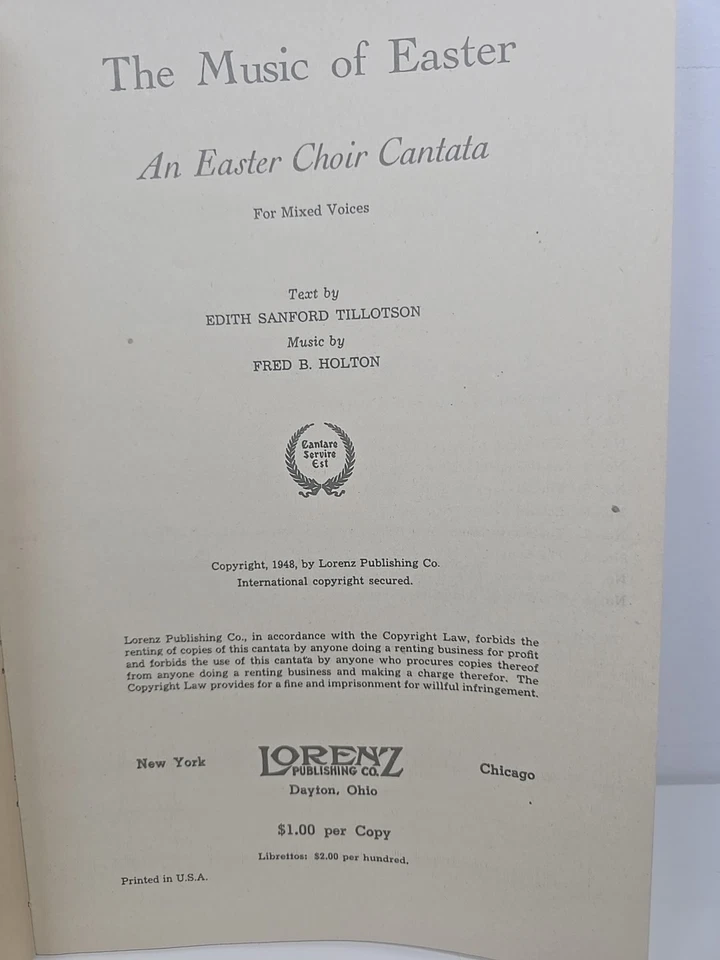 The Music of Easter
An Easter Choir Cantata
For Mixed Voices
Text by
EDITH SANFORD TILLOTSON
Music by
FRED B. HOLTON
Cantare
Servire
Est
Copyright, 1948, by Lorenz Publishing Co.
International copyright secured.
Lorenz Publishing Co., in accordance with the Copyright Law, forbids the
renting of copies of this cantata by anyone doing a renting business for profit
and forbids the use of this cantata by anyone who procures copies thereof
from anyone doing a renting business and making a charge therefor. The
Copyright Law provides for a fine and imprisonment for willful infringement.
New York
LORENZ
PUBLISHING CO.
Chicago
Dayton, Ohio
$1.00 per Copy
Librettos: $2.00 per hundred.
Printed in U.S.A.